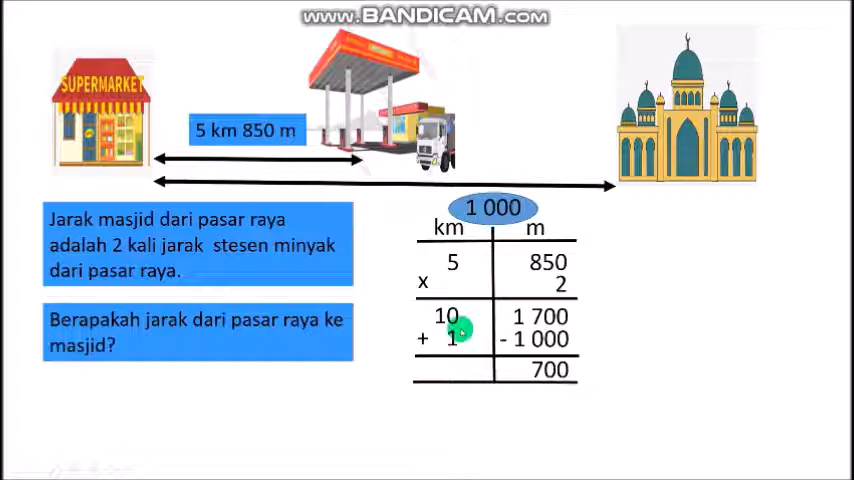 www.BANDICAM.com
SUPERMARKET
5 km 850 m
Jarak masjid dari pasar raya
adalah 2 kali jarak stesen minyak
dari pasar raya.
Berapakah jarak dari pasar raya ke
masjid?
1 000
km m
5 850
x 2
10 1 700
+ 1 - 1 000
700